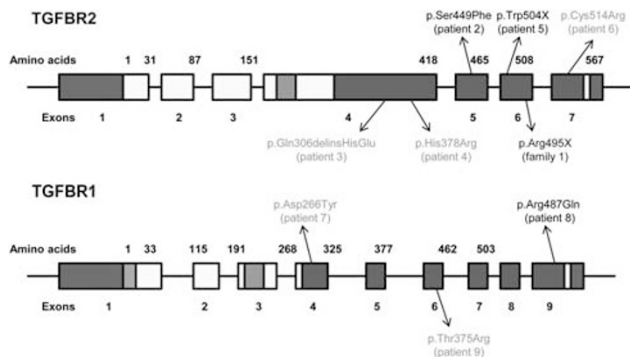 TGFBR2
p.Ser449Phe
(patient 2)
p.Trp504X
(patient 5)
p.Cys514Arg
(patient 6)
Amino acids 1 31 87 151 418 465 508 567
Exons 1 2 3 4 5 6 7
p.Gln306delinsHisGlu
(patient 3)
p.His378Arg
(patient 4)
p.Arg495X
(family 1)
TGFBR1
p.Asp266Tyr
(patient 7)
p.Arg487Gln
(patient 8)
Amino acids 1 33 115 191 268 325 377 462 503
Exons 1 2 3 4 5 6 7 8 9
p.Thr375Arg
(patient 9)